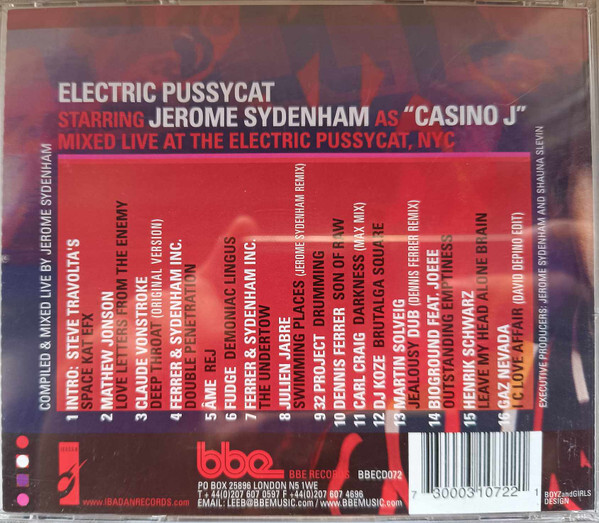 ELECTRIC PUSSYCAT
STARRING JEROME SYDENHAM AS "CASINO J"
MIXED LIVE AT THE ELECTRIC PUSSYCAT, NYC
COMPILED & MIXED LIVE BY JEROME SYDENHAM
1 INTRO: STEVE TRAVOLTA'S
SPACE KAT EFX
2 MATHEW JONSON
LOVE LETTERS FROM THE ENEMY
3 CLAUDE VONSTROKE
DEEP THROAT (ORIGINAL VERSION)
4 FERRER & SYDENHAM INC.
DOUBLE PENETRATION
5 ÂME REJ
6 FUDGE DEMONIAC LINGUS
7 FERRER & SYDENHAM INC.
THE UNDERTOW
8 JULIEN JABRE
SWIMMING PLACES (JEROME SYDENHAM REMIX)
9 32 PROJECT DRUMMING
10 DENNIS FERRER SON OF RAW
11 CARL CRAIG DARKNESS (MAX MIX)
12 DJ KOZE BRUTALGA SQUARE
13 MARTIN SOLVEIG
JEALOUSY DUB (DENNIS FERRER REMIX)
14 BIOGROUND FEAT. JOEEE
OUTSTANDING EMPTINESS
15 HENRIK SCHWARZ
LEAVE MY HEAD ALONE BRAIN
16 GAZ NEVADA
I C LOVE AFFAIR (DAVID DEPINO EDIT)
EXECUTIVE PRODUCERS: JEROME SYDENHAM AND SHAUNA SLEVIN
WWW.IBADANRECORDS.COM
bbe
BBE RECORDS BBECD072
PO BOX 25896 LONDON N5 1WE
T + 44(0)207 607 0597 F +44(0)207 607 4696
EMAIL: LEEB@BBEMUSIC.COM / WWW.BBEMUSIC.COM
7 30003 10722 1
BOYZandGIRLS
DESIGN